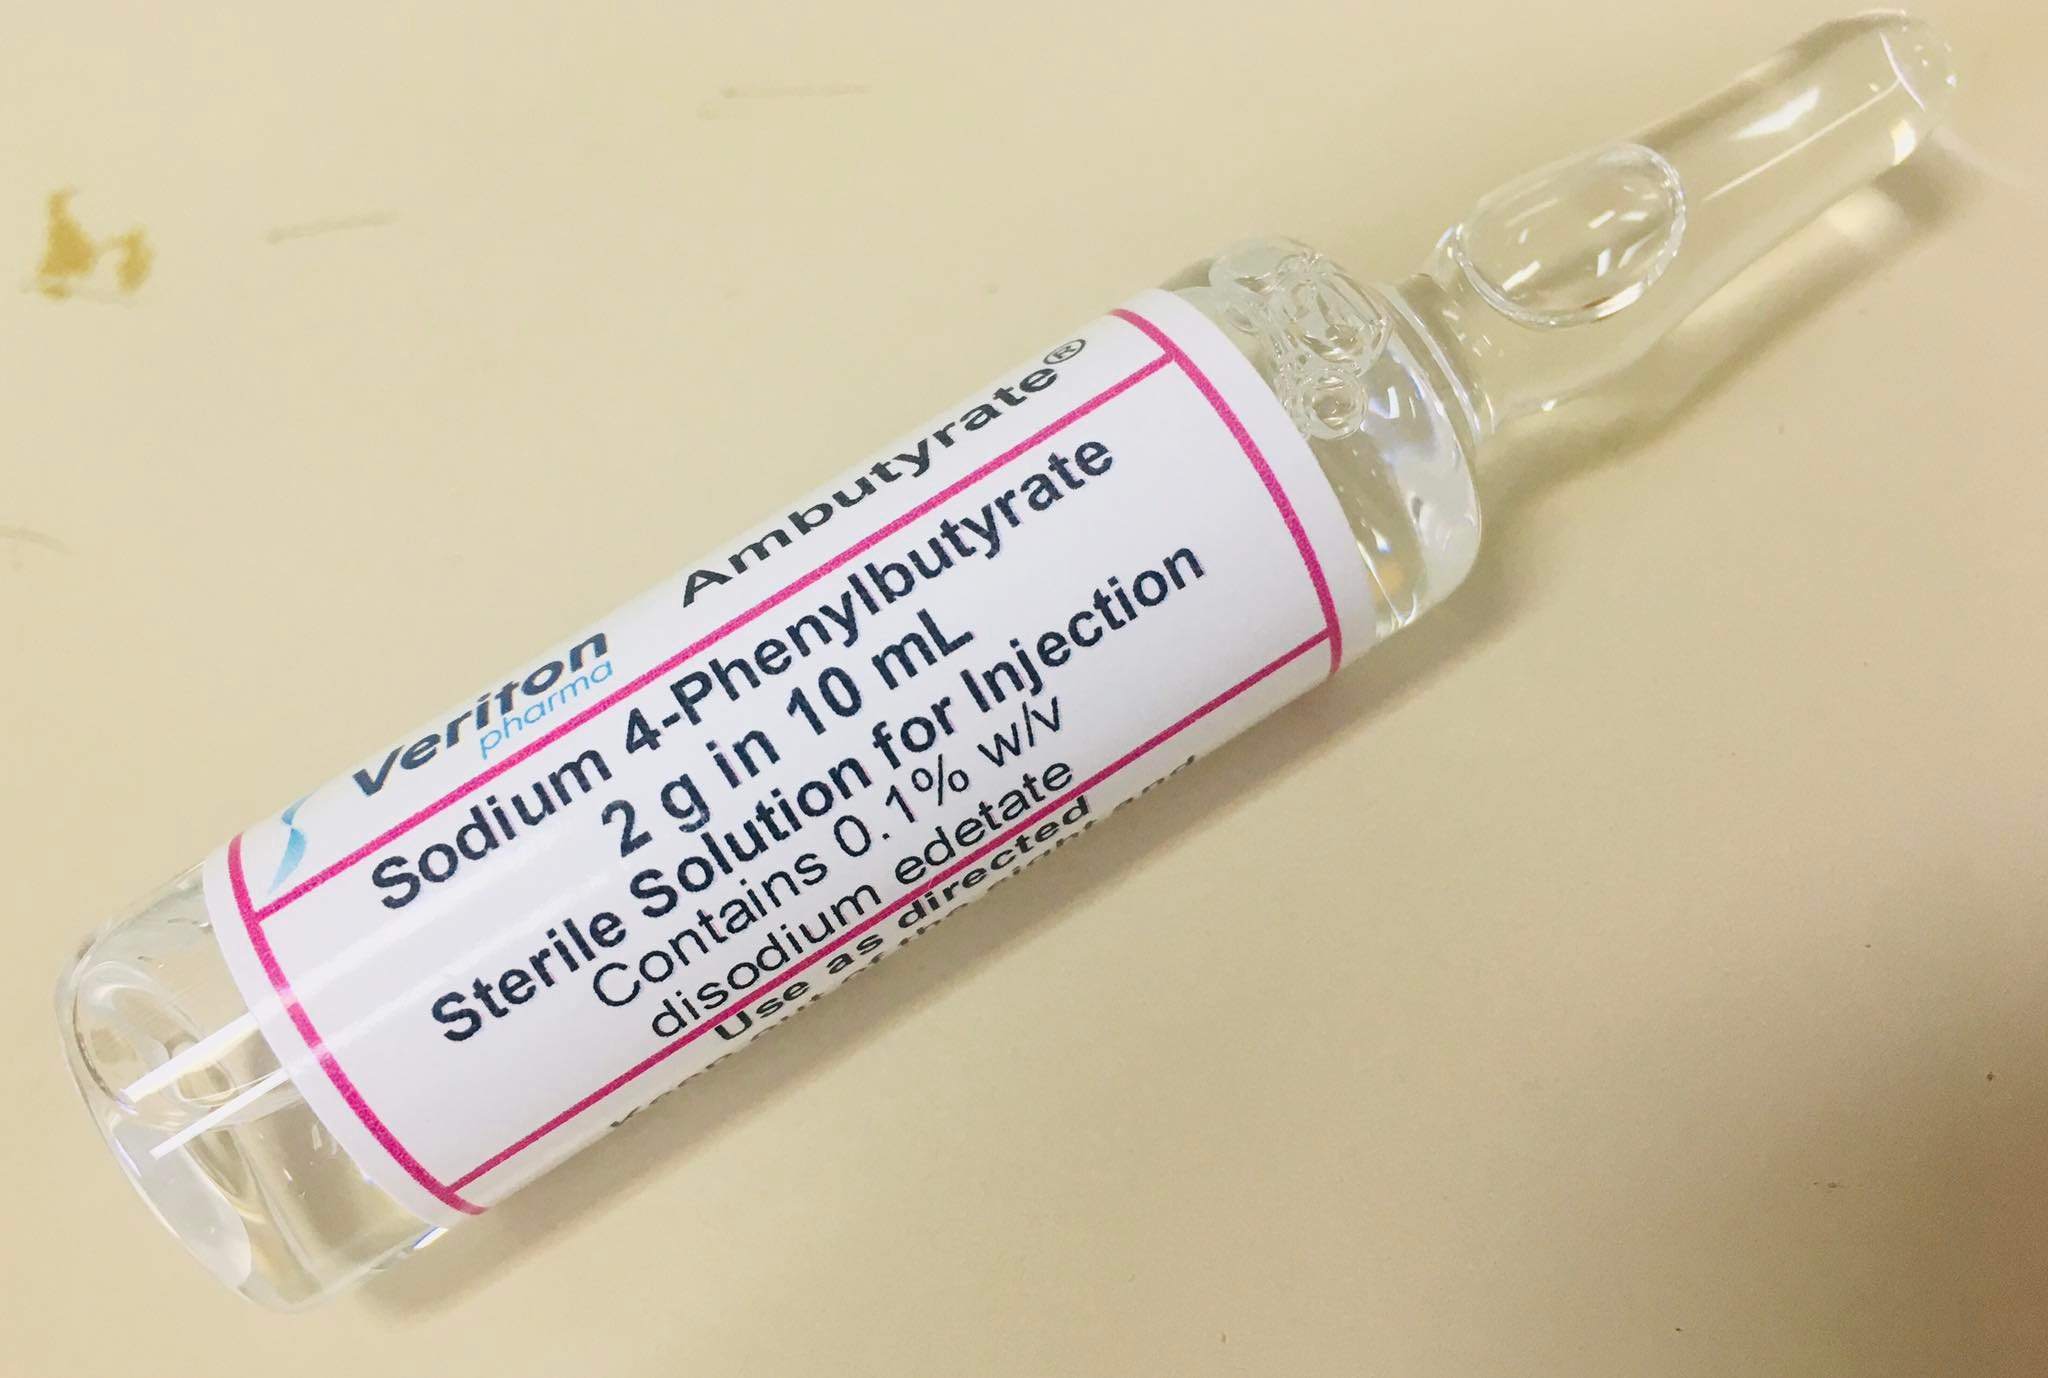 Veriton
pharma
Ambutyrate®
Sodium 4-Phenylbutyrate
2 g in 10 mL
Sterile Solution for Injection
Contains 0.1% w/v
disodium edetate
Use as directed and